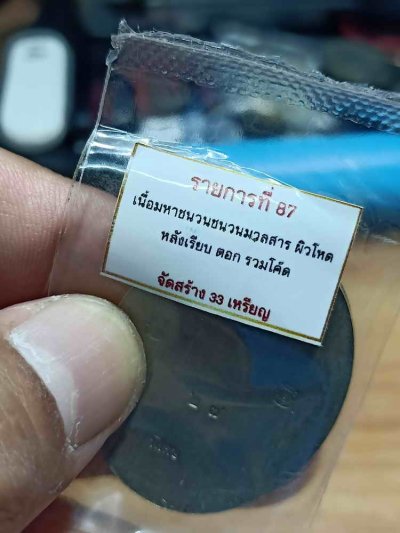 รายการที่ 87
เนื้อมหาชนวนชนวนมวลสาร ผิวโหด
หลังเรียบ ตอก รวมโค้ด
จัดสร้าง 33 เหรียญ
๒๕